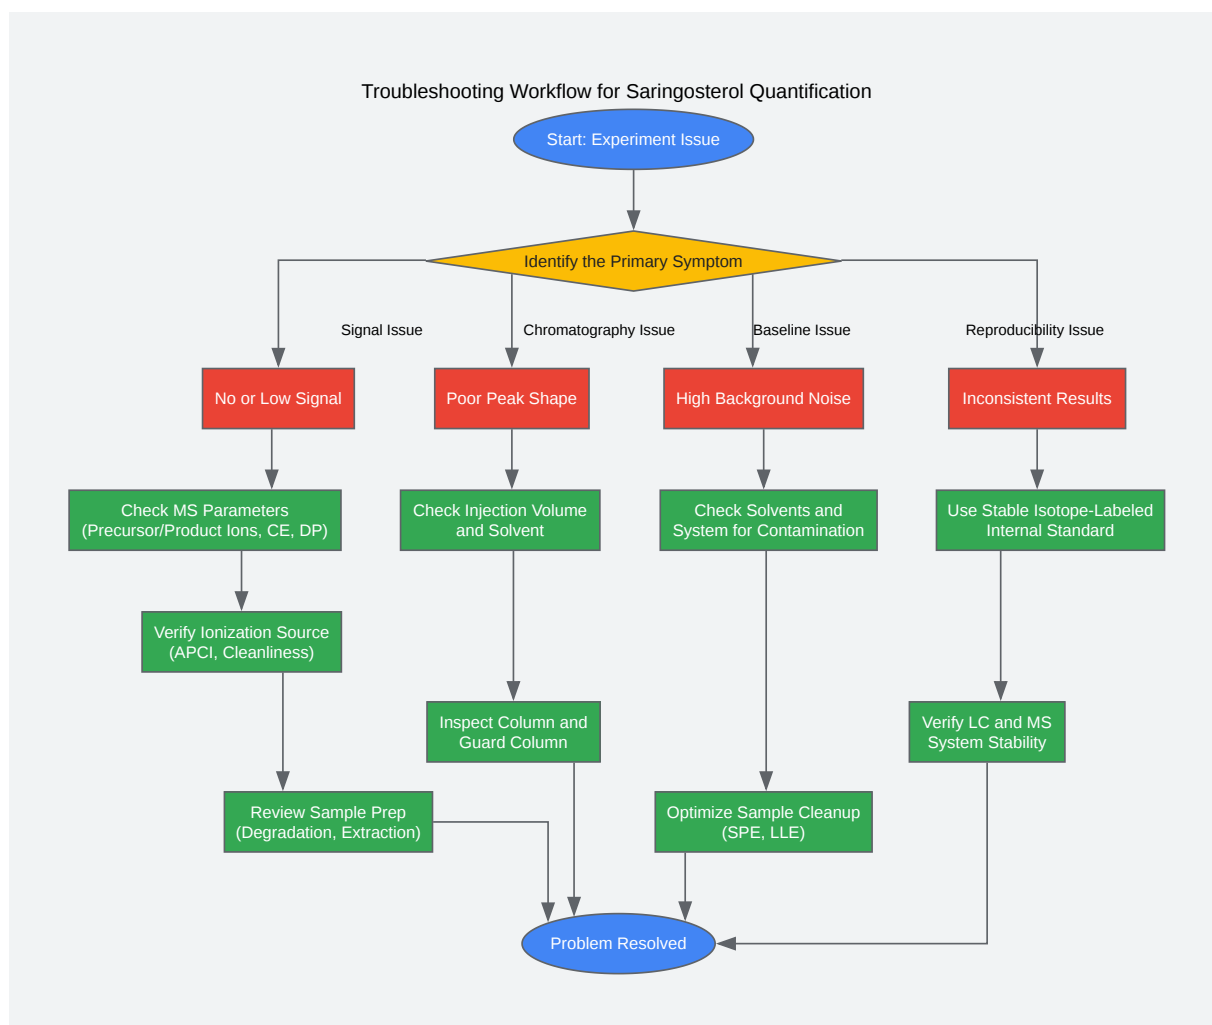 Troubleshooting Workflow for Saringosterol Quantification
Start: Experiment Issue
Identify the Primary Symptom
Signal Issue
Chromatography Issue
Baseline Issue
Reproducibility Issue
No or Low Signal
Poor Peak Shape
High Background Noise
Inconsistent Results
Check MS Parameters
(Precursor/Product Ions, CE, DP)
Check Injection Volume
and Solvent
Check Solvents and
System for Contamination
Use Stable Isotope-Labeled
Internal Standard
Verify Ionization Source
(APCI, Cleanliness)
Inspect Column and
Guard Column
Verify LC and MS
System Stability
Review Sample Prep
(Degradation, Extraction)
Optimize Sample Cleanup
(SPE, LLE)
Problem Resolved